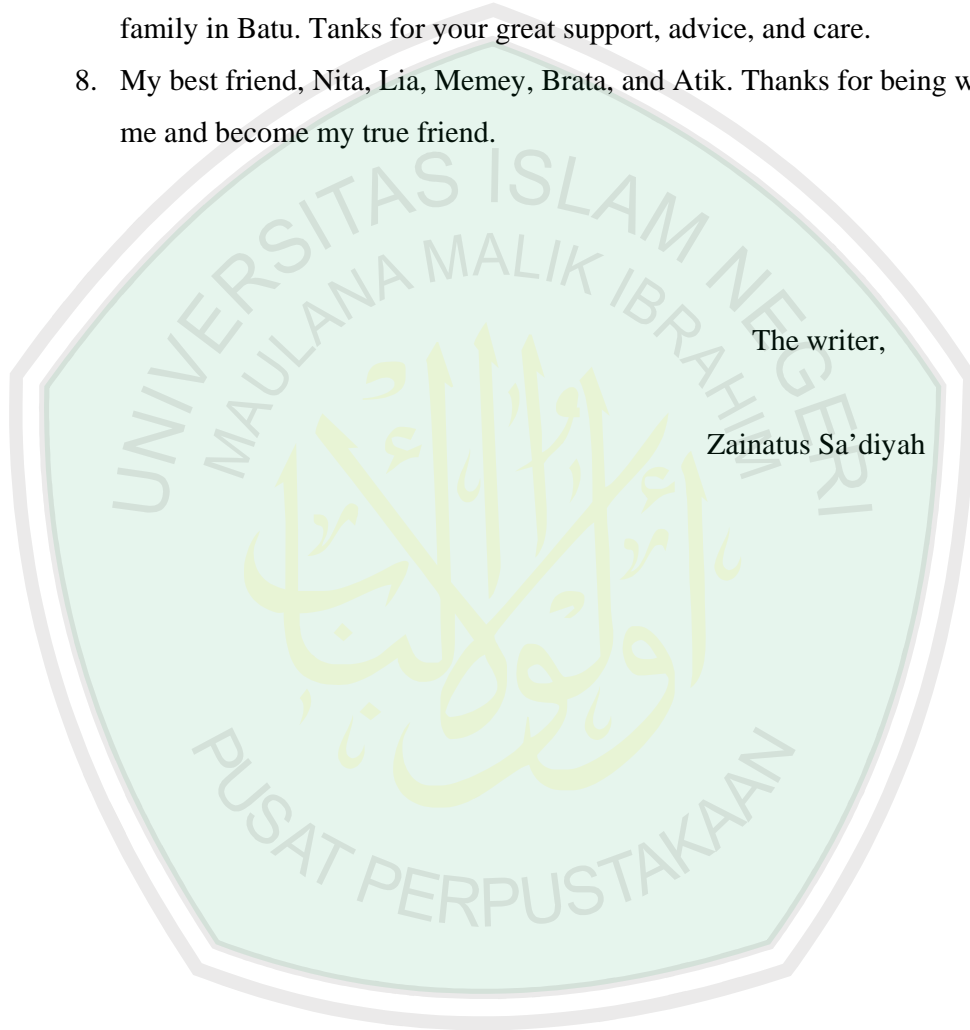 family in Batu. Tanks for your great support, advice, and care.
8. My best friend, Nita, Lia, Memey, Brata, and Atik. Thanks for being
me and become my true friend.
UNIVERSITAS ISLAM NEGERI
MAULANA MALIK IBRAHIM
The writer,
Zainatus Sa’diyah
أولو الألباب
PUSAT PERPUSTAKAAN